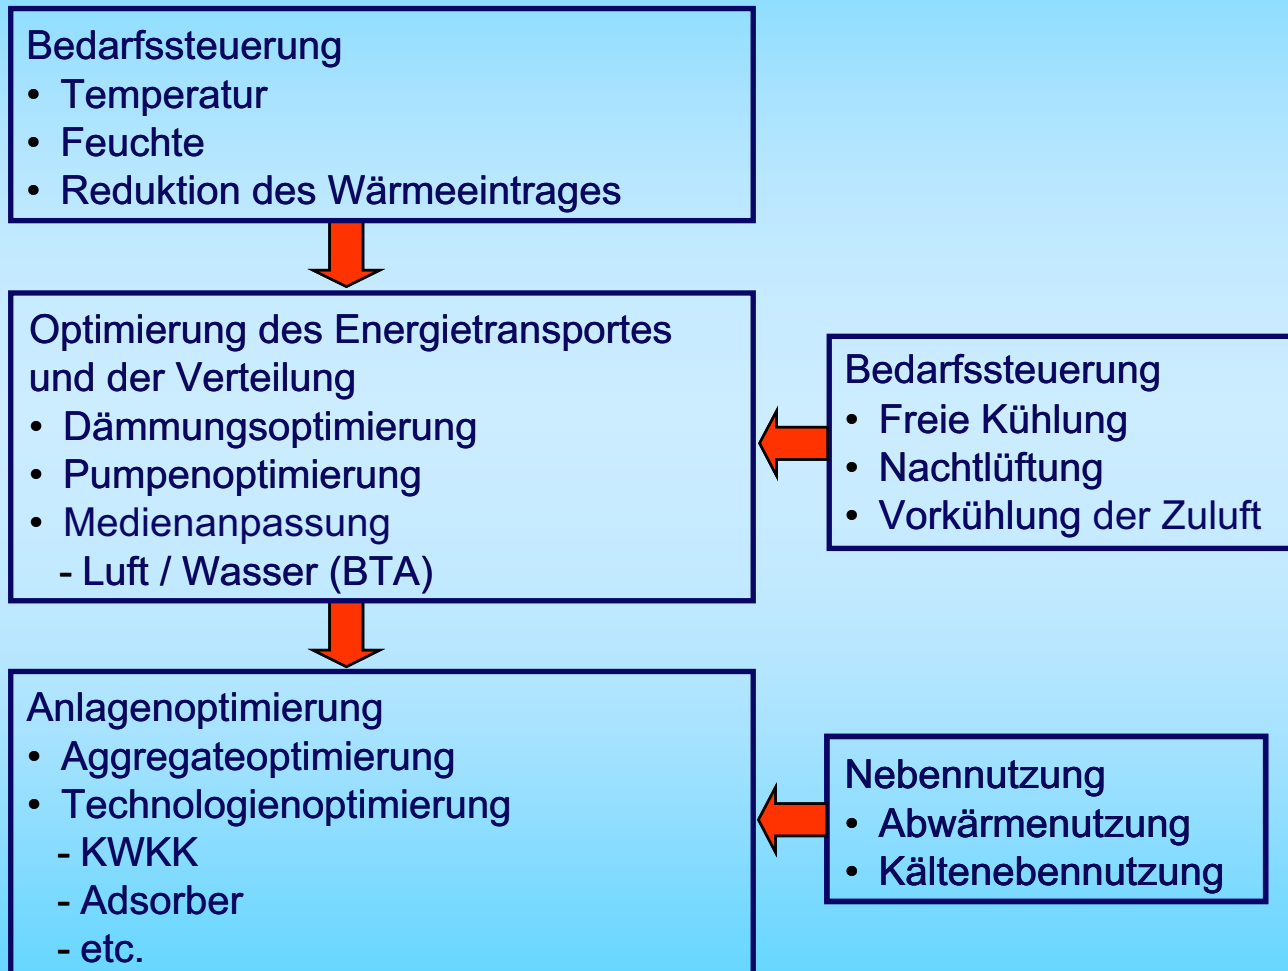 Bedarfssteuerung
• Temperatur
• Feuchte
• Reduktion des Wärmeeintrages
Optimierung des Energietransportes
und der Verteilung
• Dämmungsoptimierung
• Pumpenoptimierung
• Medienanpassung
- Luft / Wasser (BTA)
Bedarfssteuerung
• Freie Kühlung
• Nachtlüftung
• Vorkühlung der Zuluft
Anlagenoptimierung
• Aggregateoptimierung
• Technologienoptimierung
- KWKK
- Adsorber
- etc.
Nebennutzung
• Abwärmenutzung
• Kältenebennutzung